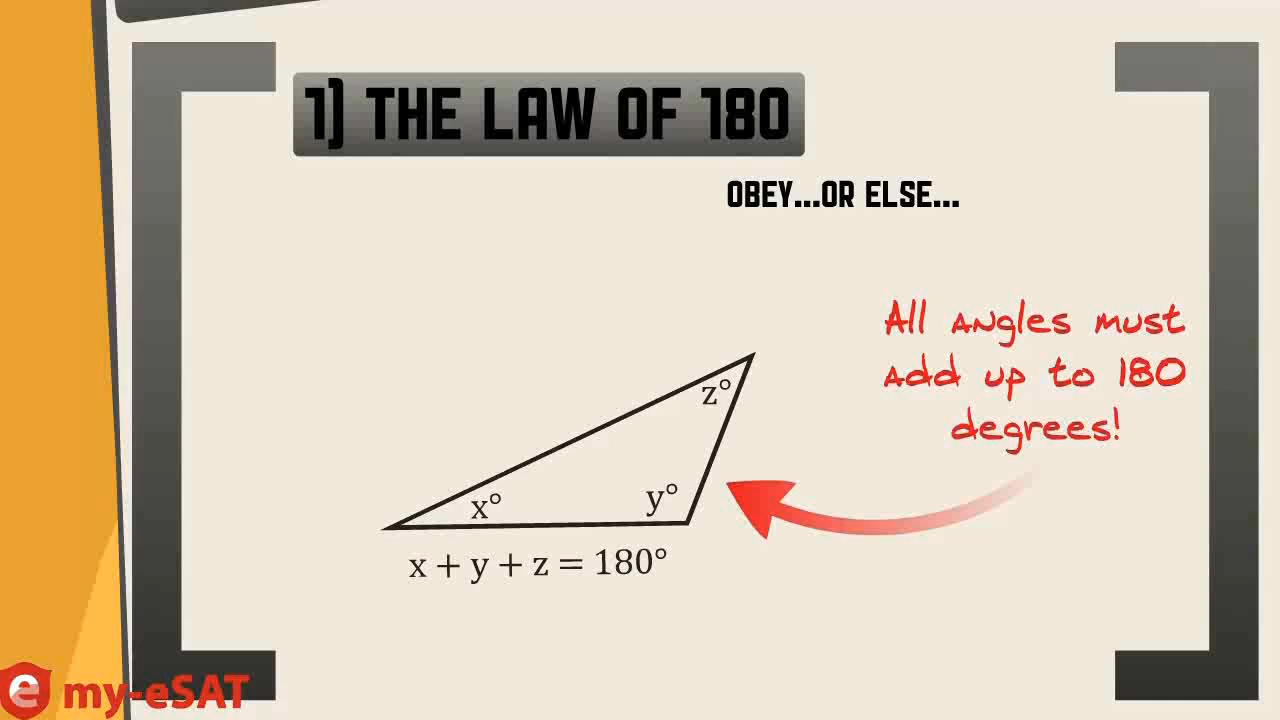 1) THE LAW OF 180
OBEY...OR ELSE...
All angles must
add up to 180
degrees!
z°
x°
y°
x + y + z = 180°
e my-eSAT